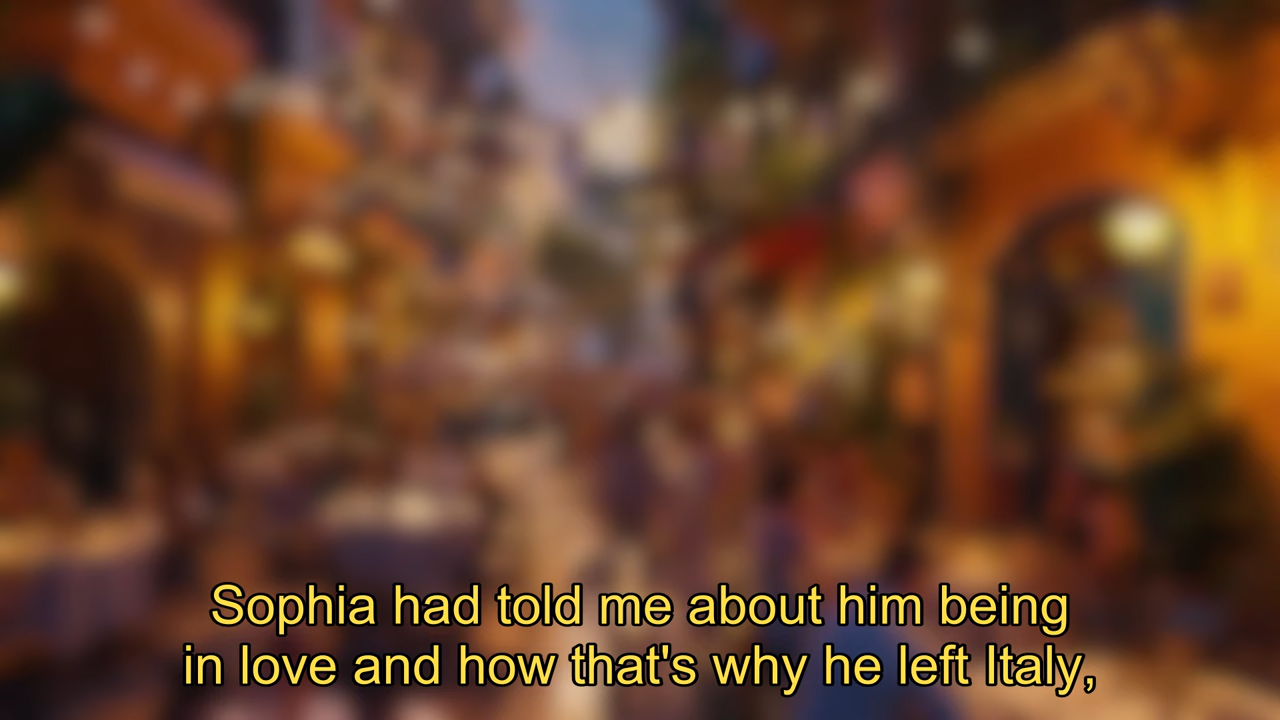 Sophia had told me about him being
in love and how that's why he left Italy,